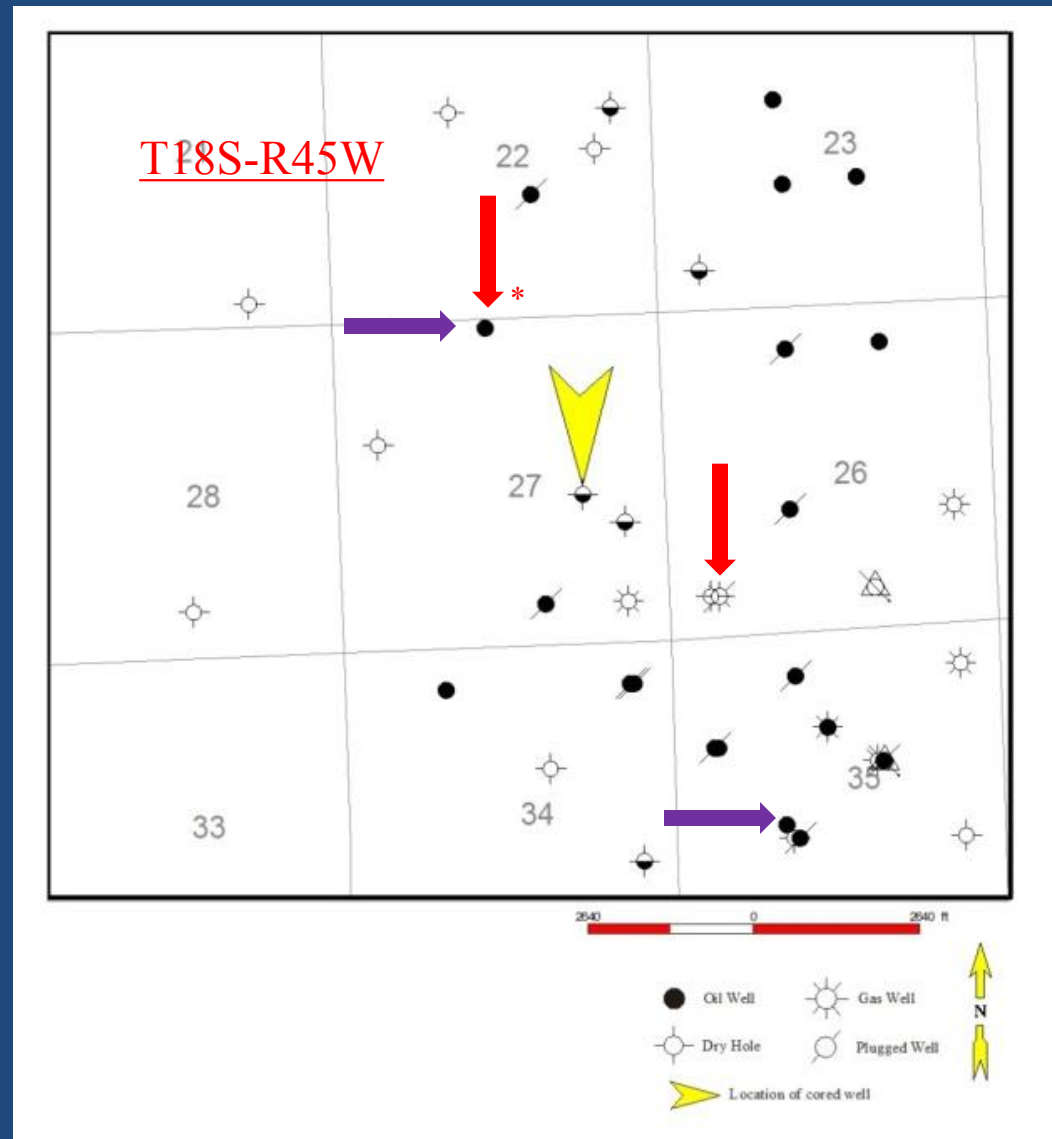 T18S-R45W
21
22
23
*
28
27
26
33
34
35
2640 0 2640 ft
Oil Well
Gas Well
N
Dry Hole
Plugged Well
Location of cored well